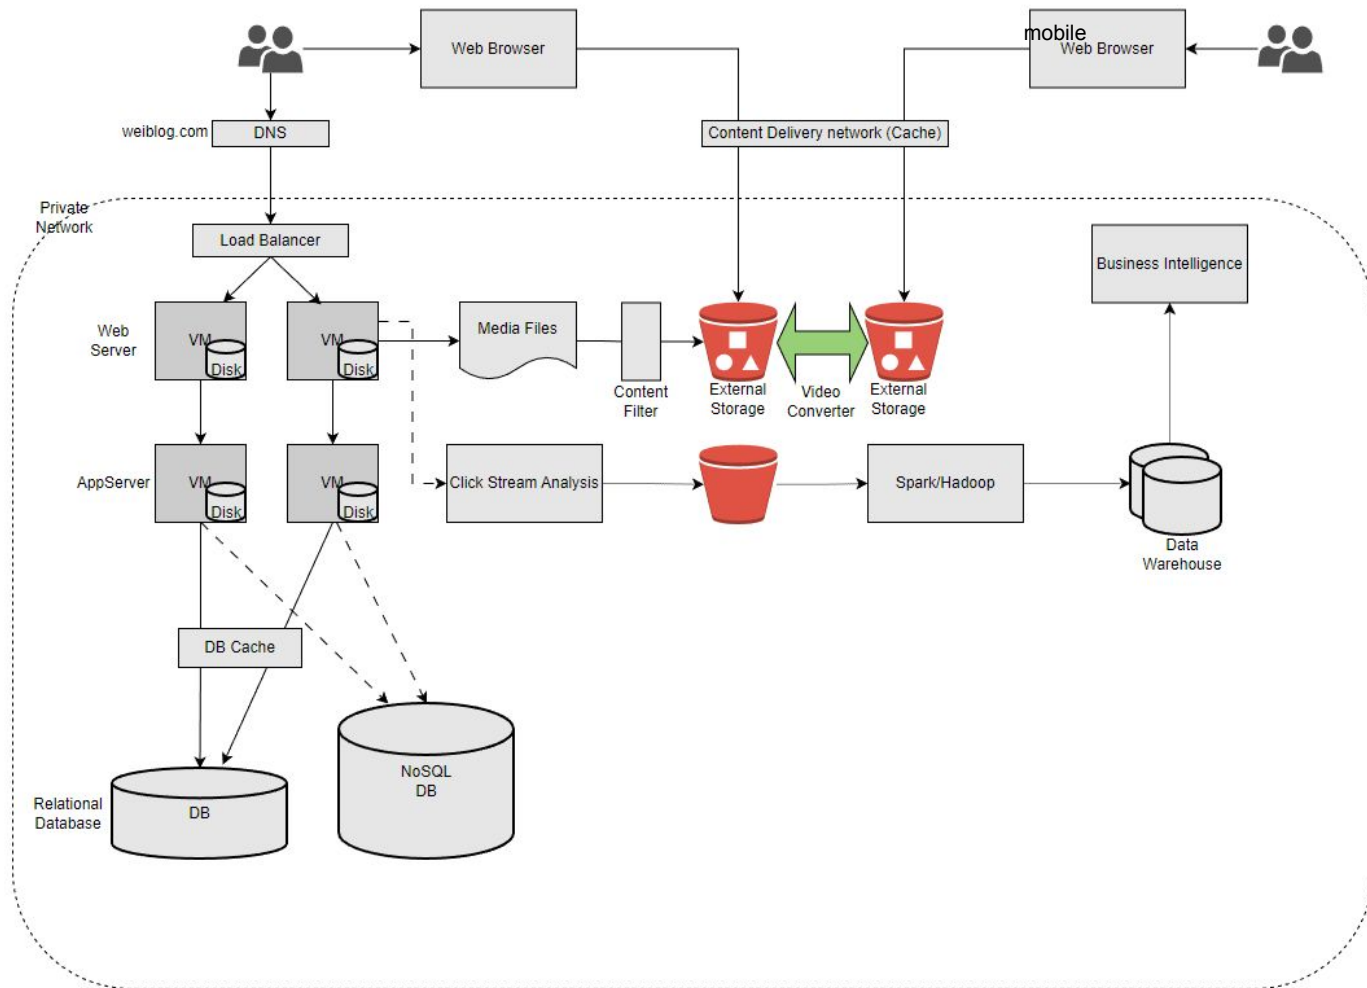 mobile
Web Browser
Web Browser
weiblog.com
DNS
Content Delivery network (Cache)
Private
Network
Load Balancer
Business Intelligence
Web
Server
VM
Disk
VM
Disk
Media Files
Content
Filter
External
Storage
Video
Converter
External
Storage
AppServer
VM
Disk
VM
Disk
Click Stream Analysis
Spark/Hadoop
Data
Warehouse
DB Cache
NoSQL
DB
Relational
Database
DB